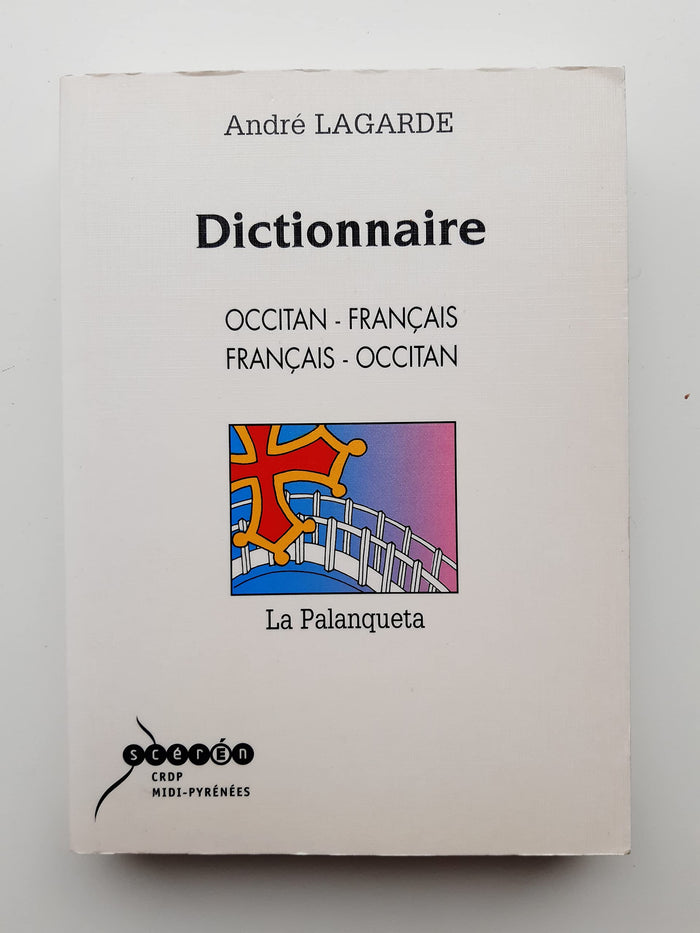 André LAGARDE
Dictionnaire
OCCITAN - FRANÇAIS
FRANÇAIS - OCCITAN
La Palanqueta
scérÉn
CRDP
MIDI-PYRÉNÉES